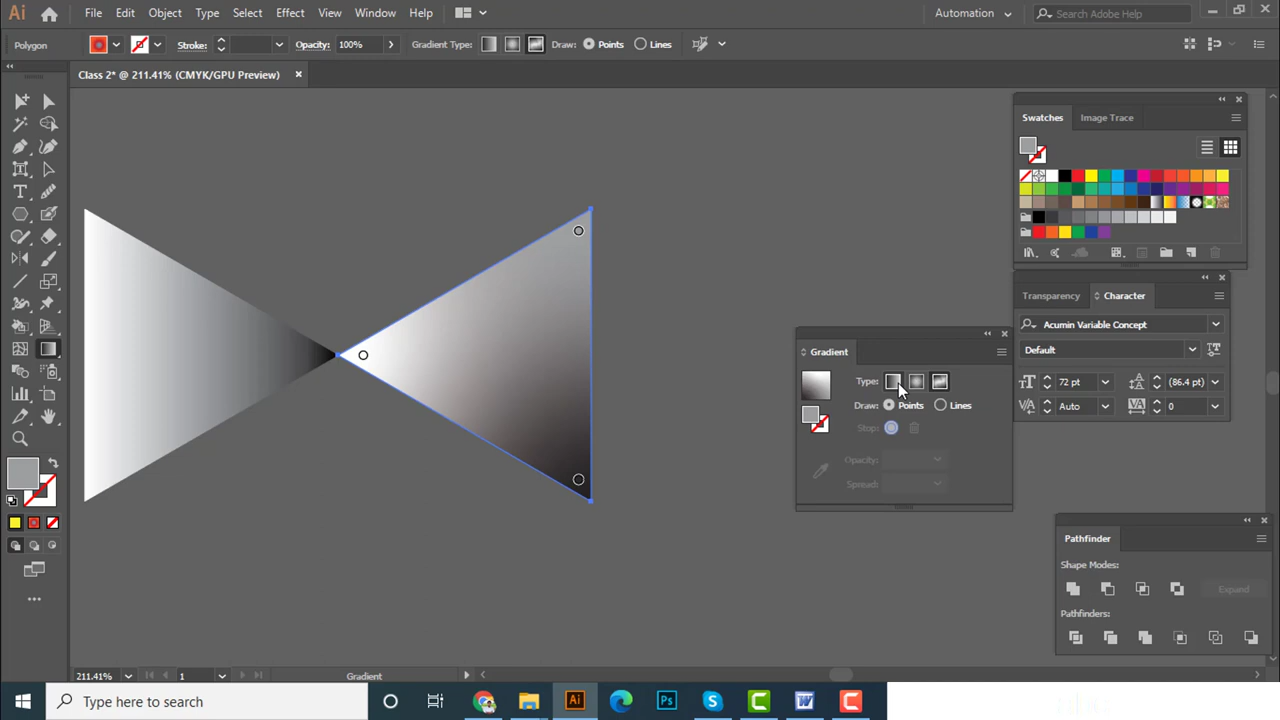 Ai File Edit Object Type Select Effect View Window Help Automation Search Adobe Help
Polygon Stroke: Opacity: 100% Gradient Type: Draw: Points Lines
Class 2* @ 211.41% (CMYK/GPU Preview)
Swatches Image Trace
Transparency Character
Acumin Variable Concept
Default
72 pt (86.4 pt)
Auto 0
Gradient
Type:
Draw: Points Lines
Stop:
Opacity:
Spread:
Pathfinder
Shape Modes:
Expand
Pathfinders:
211.41% 1 Gradient
Type here to search Ai Ps